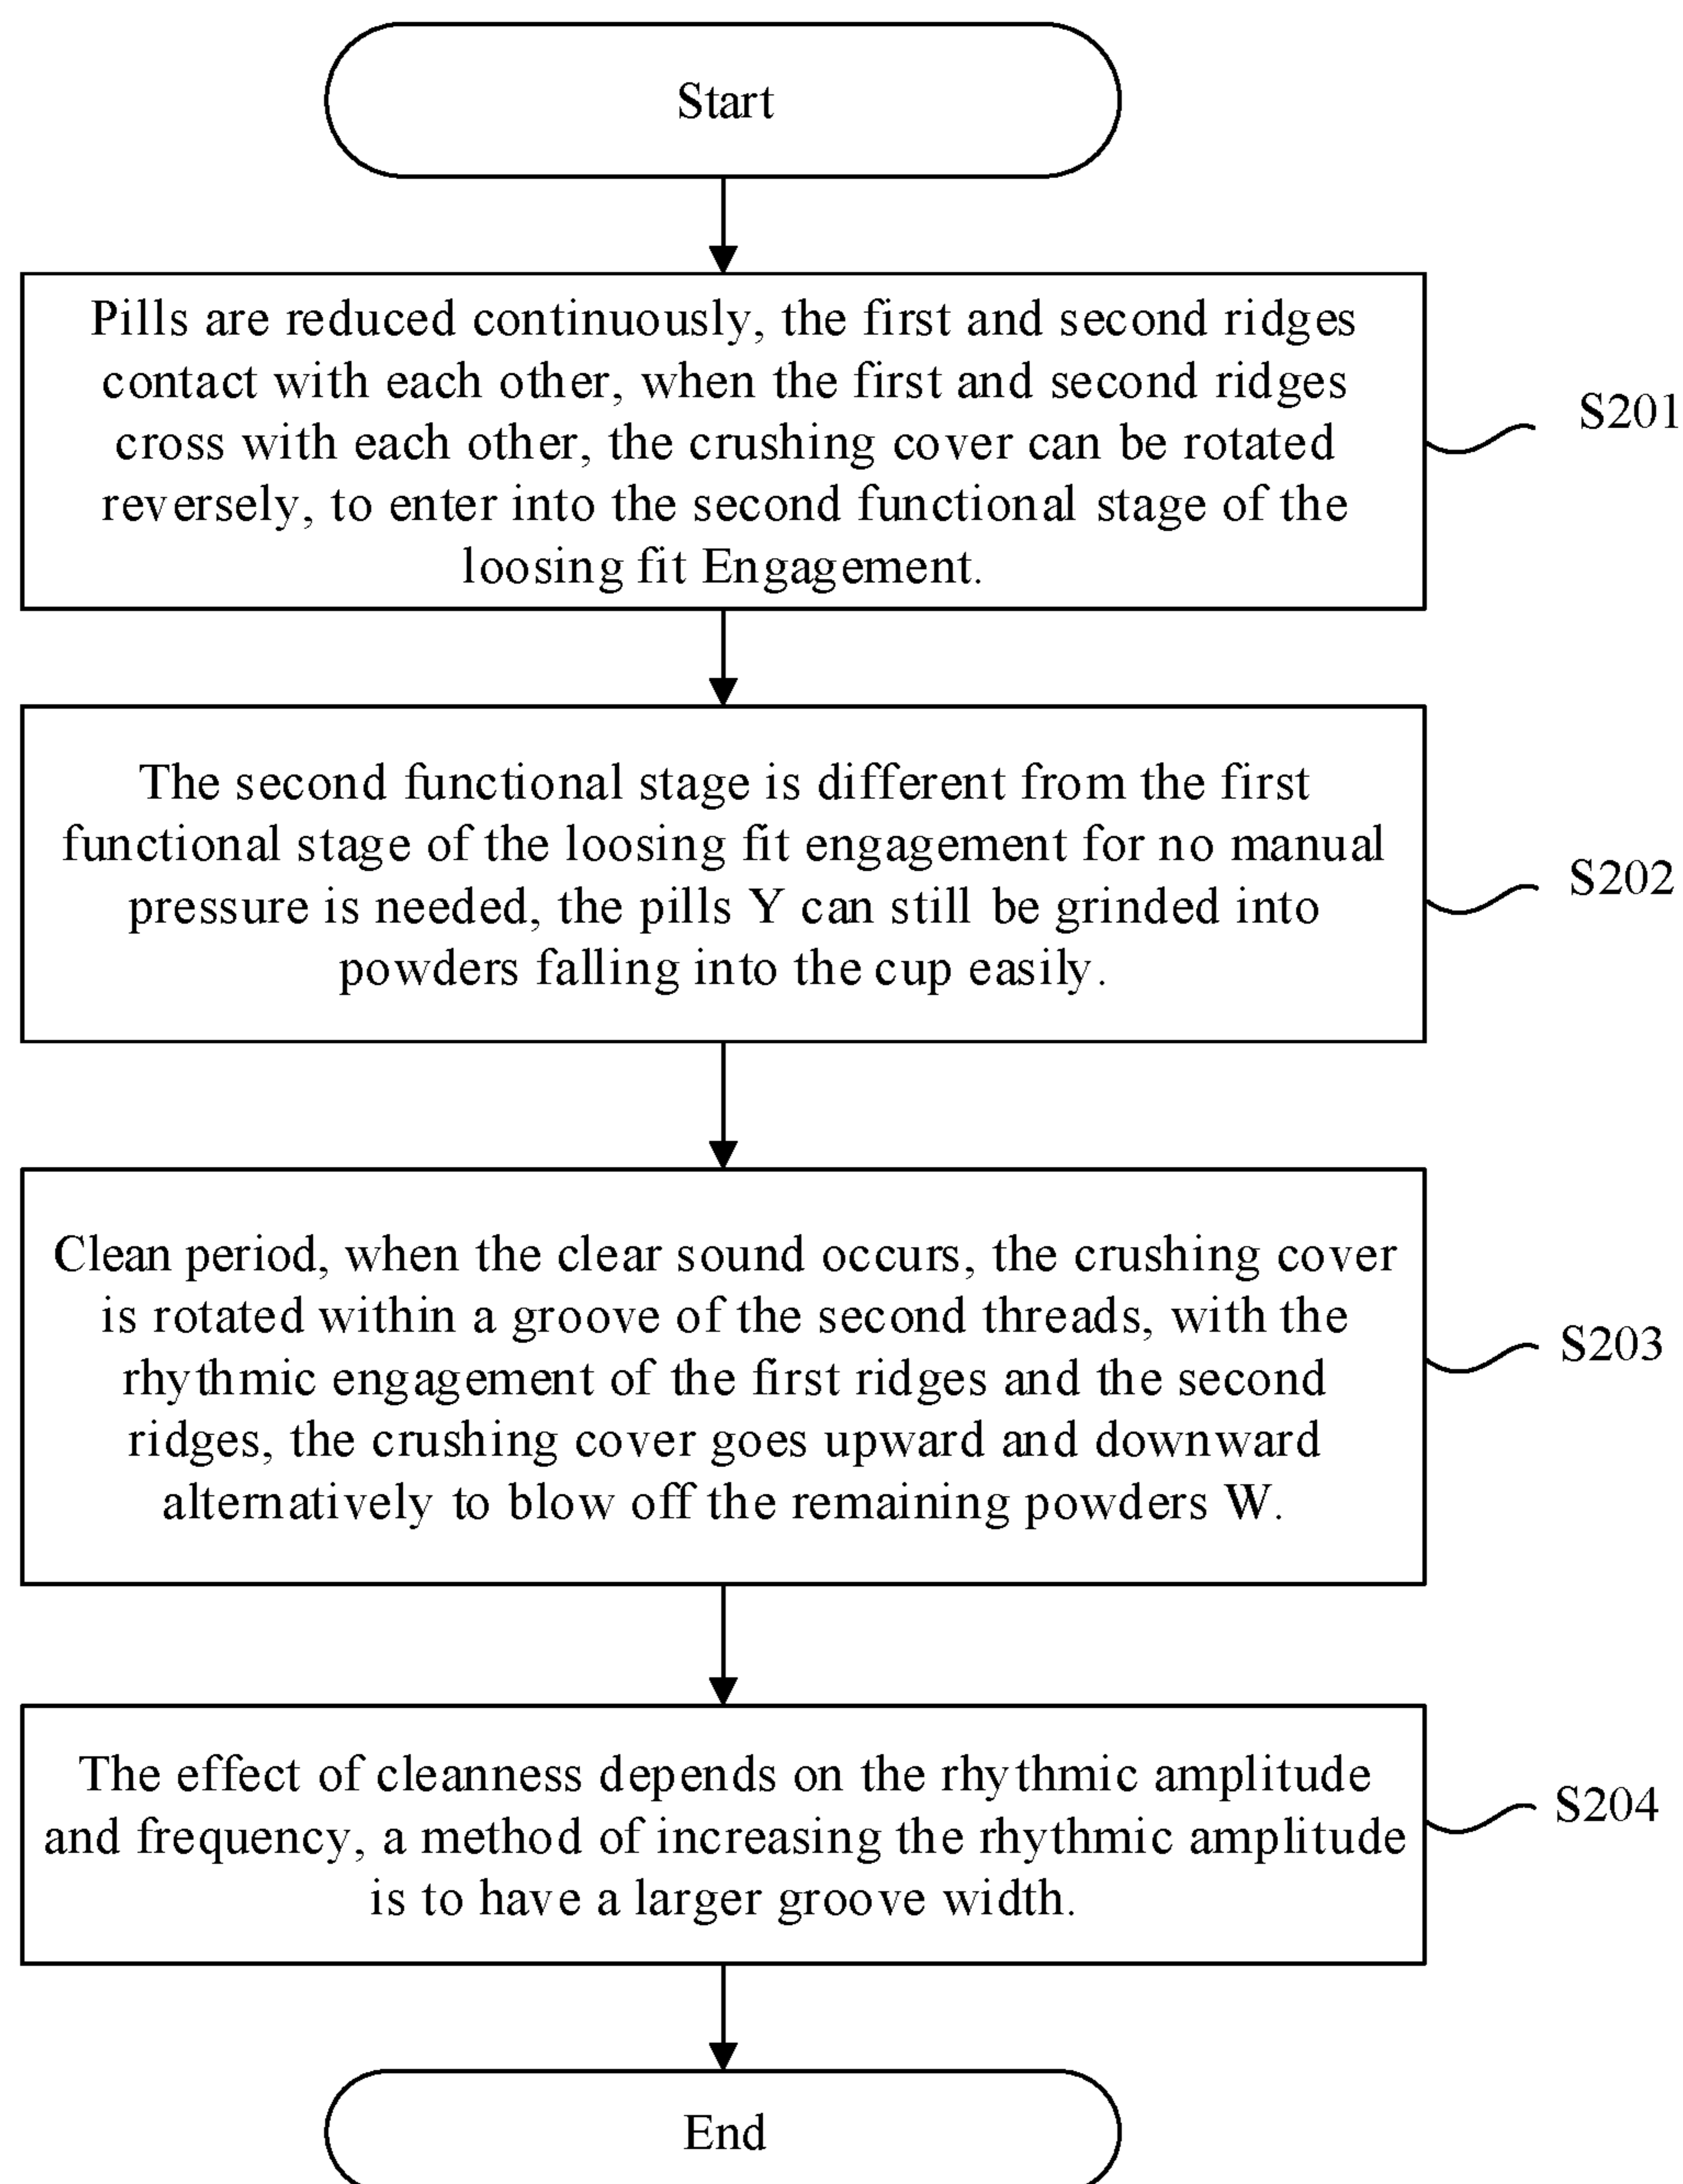 Start
Pills are reduced continuously, the first and second ridges
contact with each other, when the first and second ridges
cross with each other, the crushing cover can be rotated
reversely, to enter into the second functional stage of the
loosing fit Engagement.
S201
The second functional stage is different from the first
functional stage of the loosing fit engagement for no manual
pressure is needed, the pills Y can still be grinded into
powders falling into the cup easily.
S202
Clean period, when the clear sound occurs, the crushing cover
is rotated within a groove of the second threads, with the
rhythmic engagement of the first ridges and the second
ridges, the crushing cover goes upward and downward
alternatively to blow off the remaining powders W.
S203
The effect of cleanness depends on the rhythmic amplitude
and frequency, a method of increasing the rhythmic amplitude
is to have a larger groove width.
S204
End